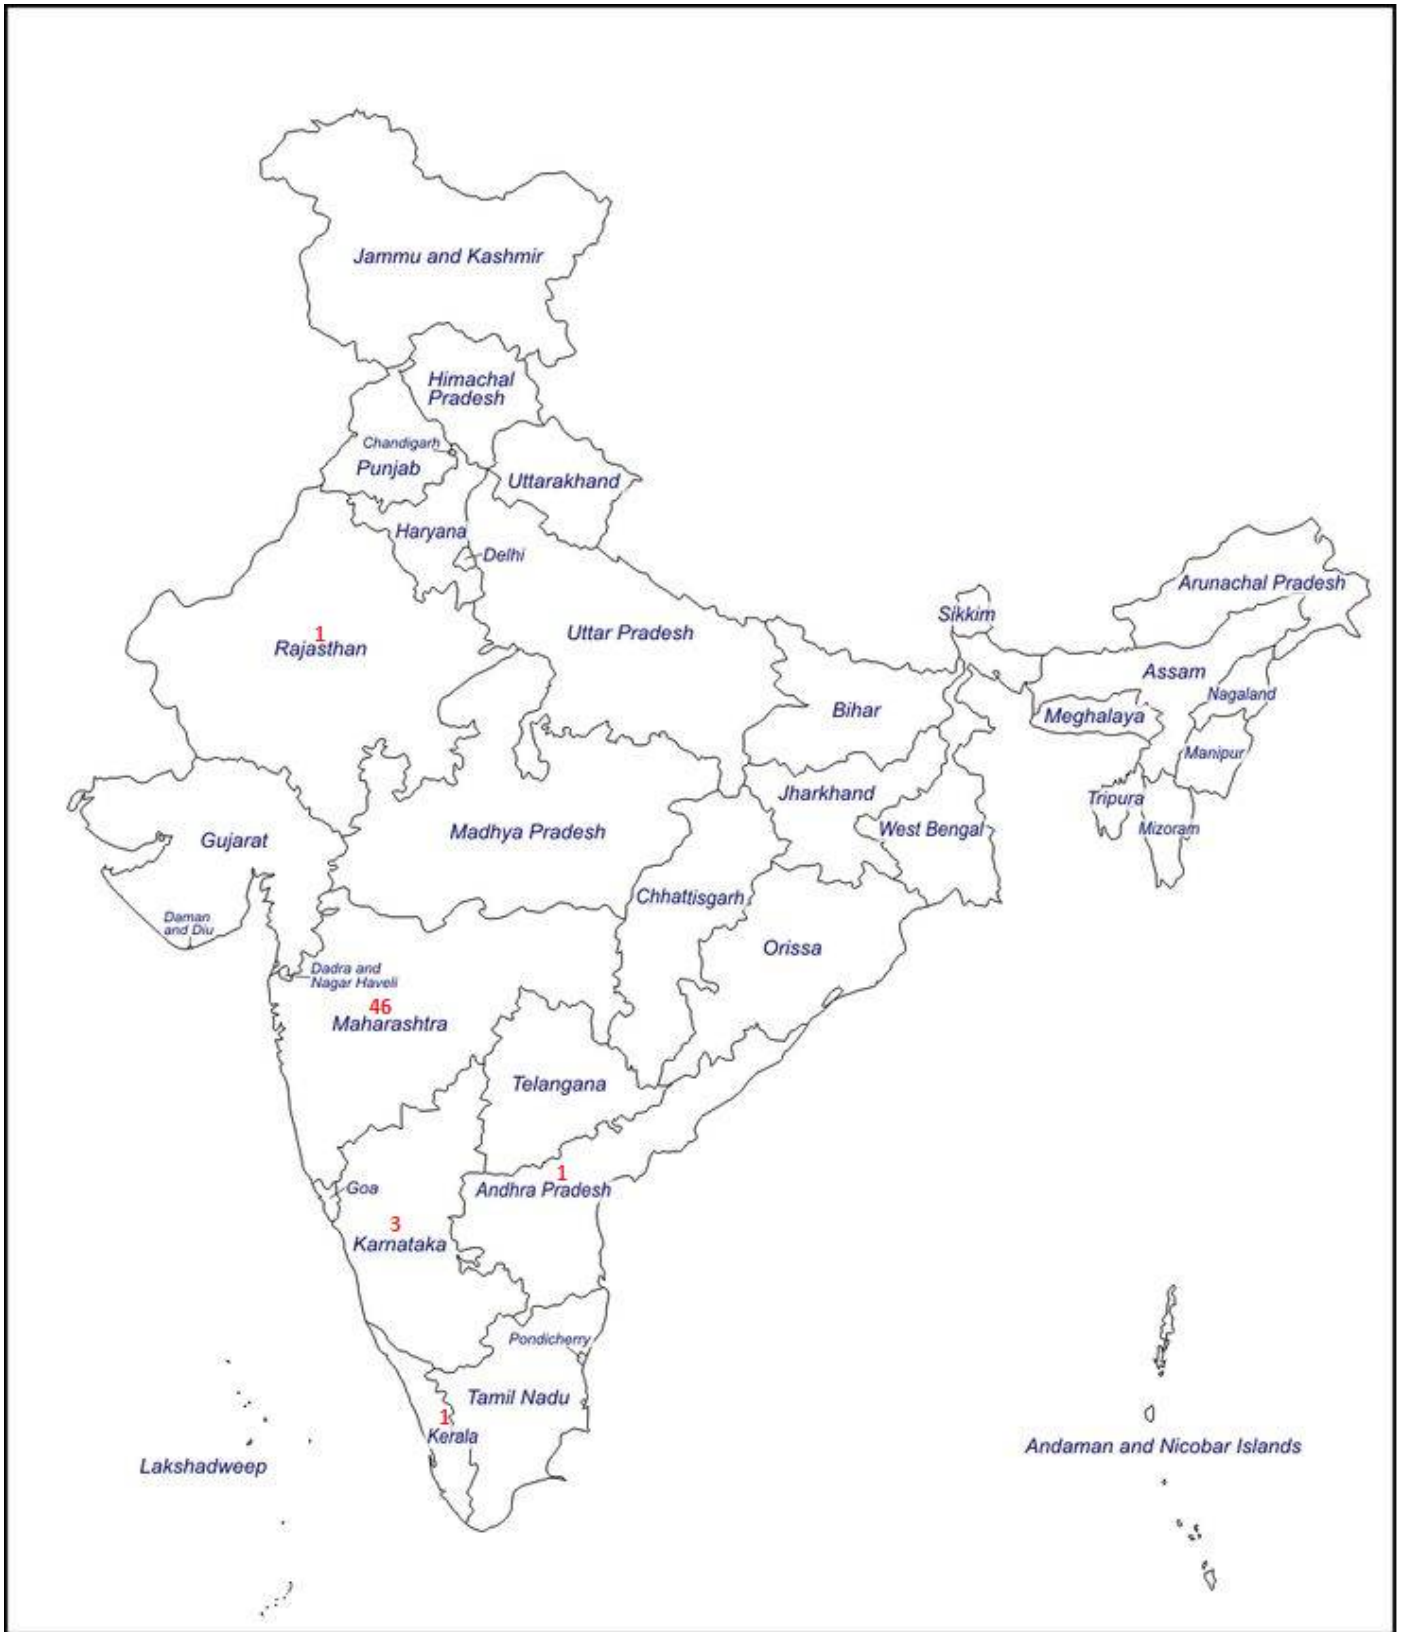 Jammu and Kashmir
Himachal
Pradesh
Chandigarh
Punjab
Uttarakhand
Haryana
Delhi
Arunachal Pradesh
Sikkim
1
Rajasthan
Uttar Pradesh
Assam
Nagaland
Bihar
Meghalaya
Manipur
Jharkhand
Tripura
Mizoram
Gujarat
Madhya Pradesh
West Bengal
Chhattisgarh
Daman
and Diu
Orissa
Dadra and
Nagar Haveli
46
Maharashtra
Telangana
1
Andhra Pradesh
Goa
3
Karnataka
Pondicherry
Tamil Nadu
1
Kerala
Lakshadweep
Andaman and Nicobar Islands